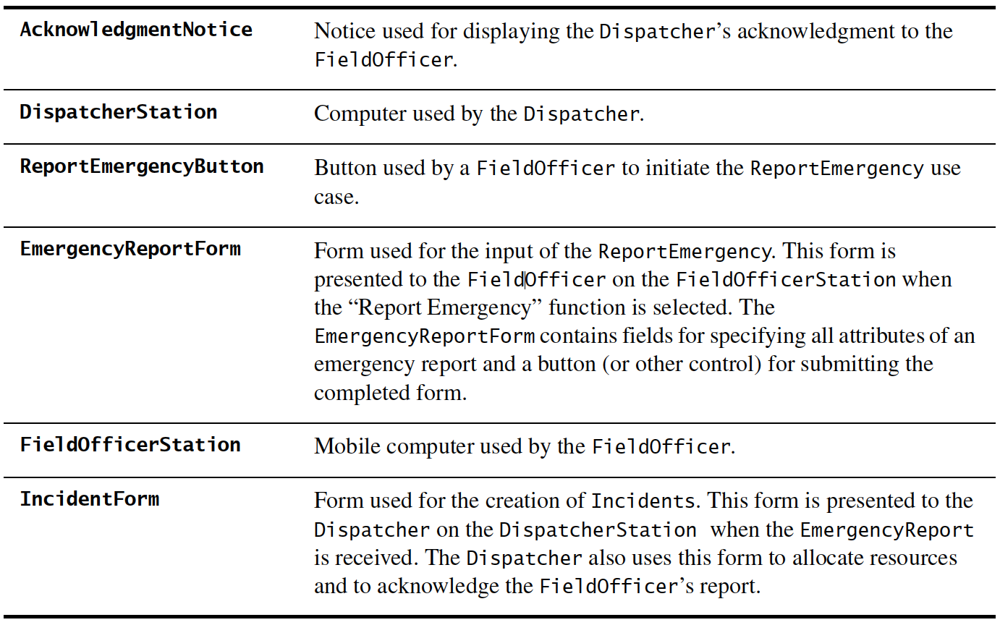 AcknowledgmentNotice Notice used for displaying the Dispatcher’s acknowledgment to the
FieldOfficer.
DispatcherStation Computer used by the Dispatcher.
ReportEmergencyButton Button used by a FieldOfficer to initiate the ReportEmergency use
case.
EmergencyReportForm Form used for the input of the ReportEmergency. This form is
presented to the FieldOfficer on the FieldOfficerStation when
the “Report Emergency” function is selected. The
EmergencyReportForm contains fields for specifying all attributes of an
emergency report and a button (or other control) for submitting the
completed form.
FieldOfficerStation Mobile computer used by the FieldOfficer.
IncidentForm Form used for the creation of Incidents. This form is presented to the
Dispatcher on the DispatcherStation when the EmergencyReport
is received. The Dispatcher also uses this form to allocate resources
and to acknowledge the FieldOfficer’s report.